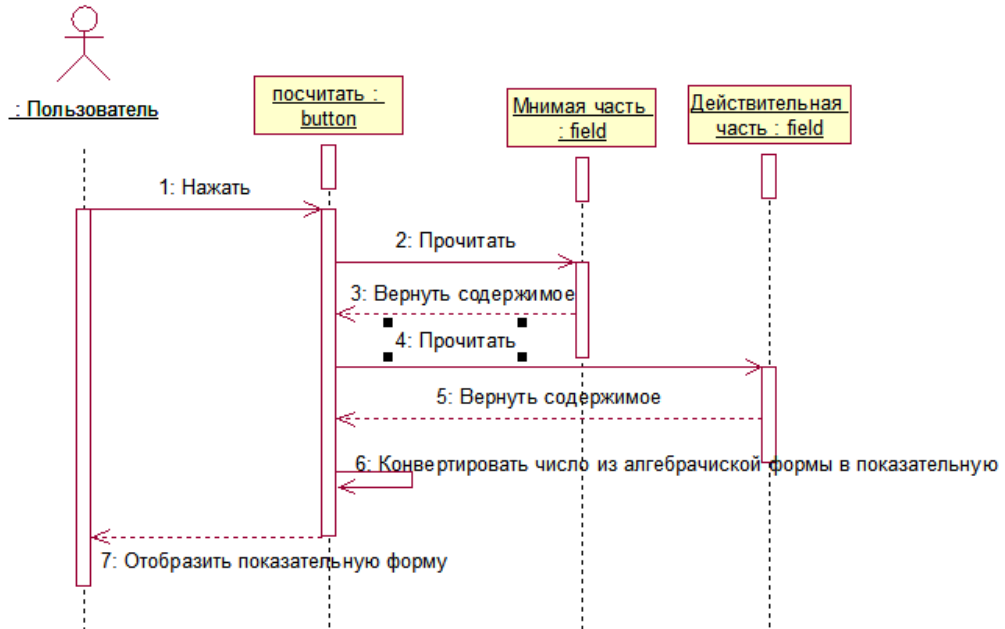 : Пользователь
посчитать :
button
Мнимая часть
: field
Действительная
часть : field
1: Нажать
2: Прочитать
3: Вернуть содержимое
4: Прочитать
5: Вернуть содержимое
6: Конвертировать число из алгебрачиской формы в показательную
7: Отобразить показательную форму